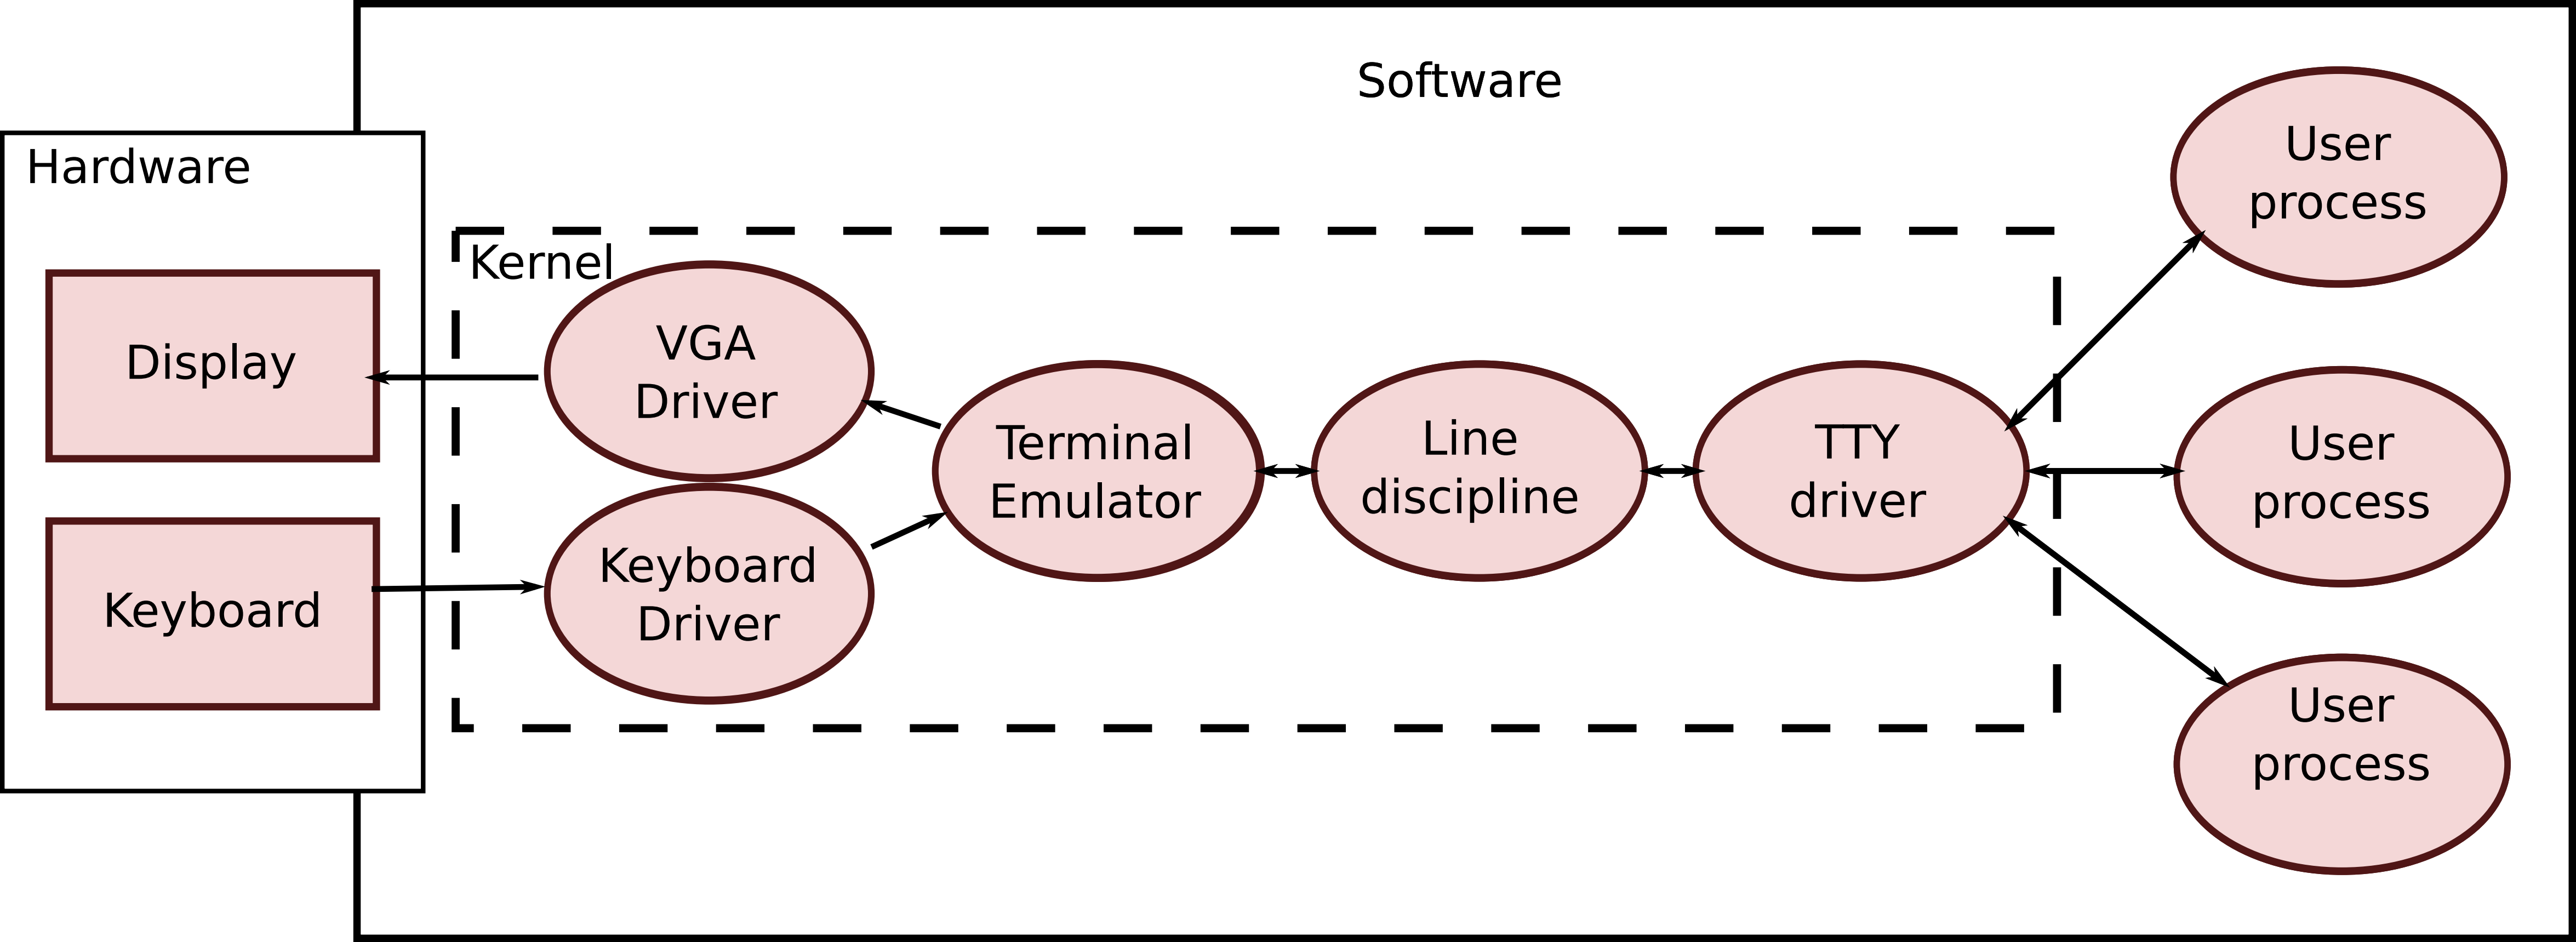 Software
Hardware
Kernel
Display
Keyboard
VGA
Driver
Keyboard
Driver
Terminal
Emulator
Line
discipline
TTY
driver
User
process
User
process
User
process